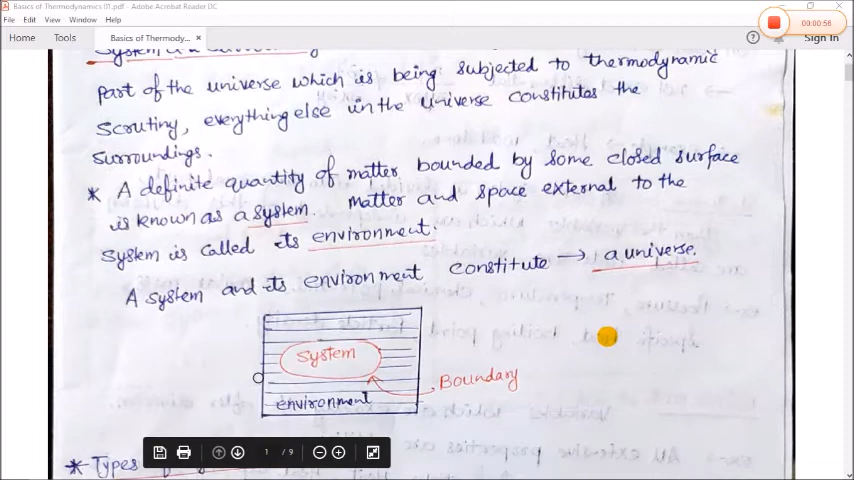 Basics of Thermodynamics 01.pdf - Adobe Acrobat Reader DC
File Edit View Window Help
00:00:56
Home Tools Basics of Thermody... × Sign In
part of the universe which is being subjected to thermodynamic
scrutiny, everything else in the universe constitutes the
surroundings.
* A definite quantity of matter bounded by some closed surface
is known as a system. matter and space external to the
system is called its environment.
A system and its environment constitute → a universe.
System
Boundary
environment
1 / 9
* Types of